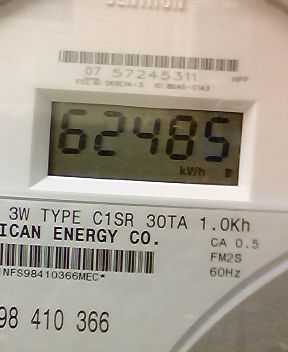 CENTRON
07 57245311
62485
kWh
3W TYPE C1SR 30TA 1.0Kh
ICAN ENERGY CO.
CA 0.5
FM2S
60Hz
NFS98410366MEC*
98 410 366